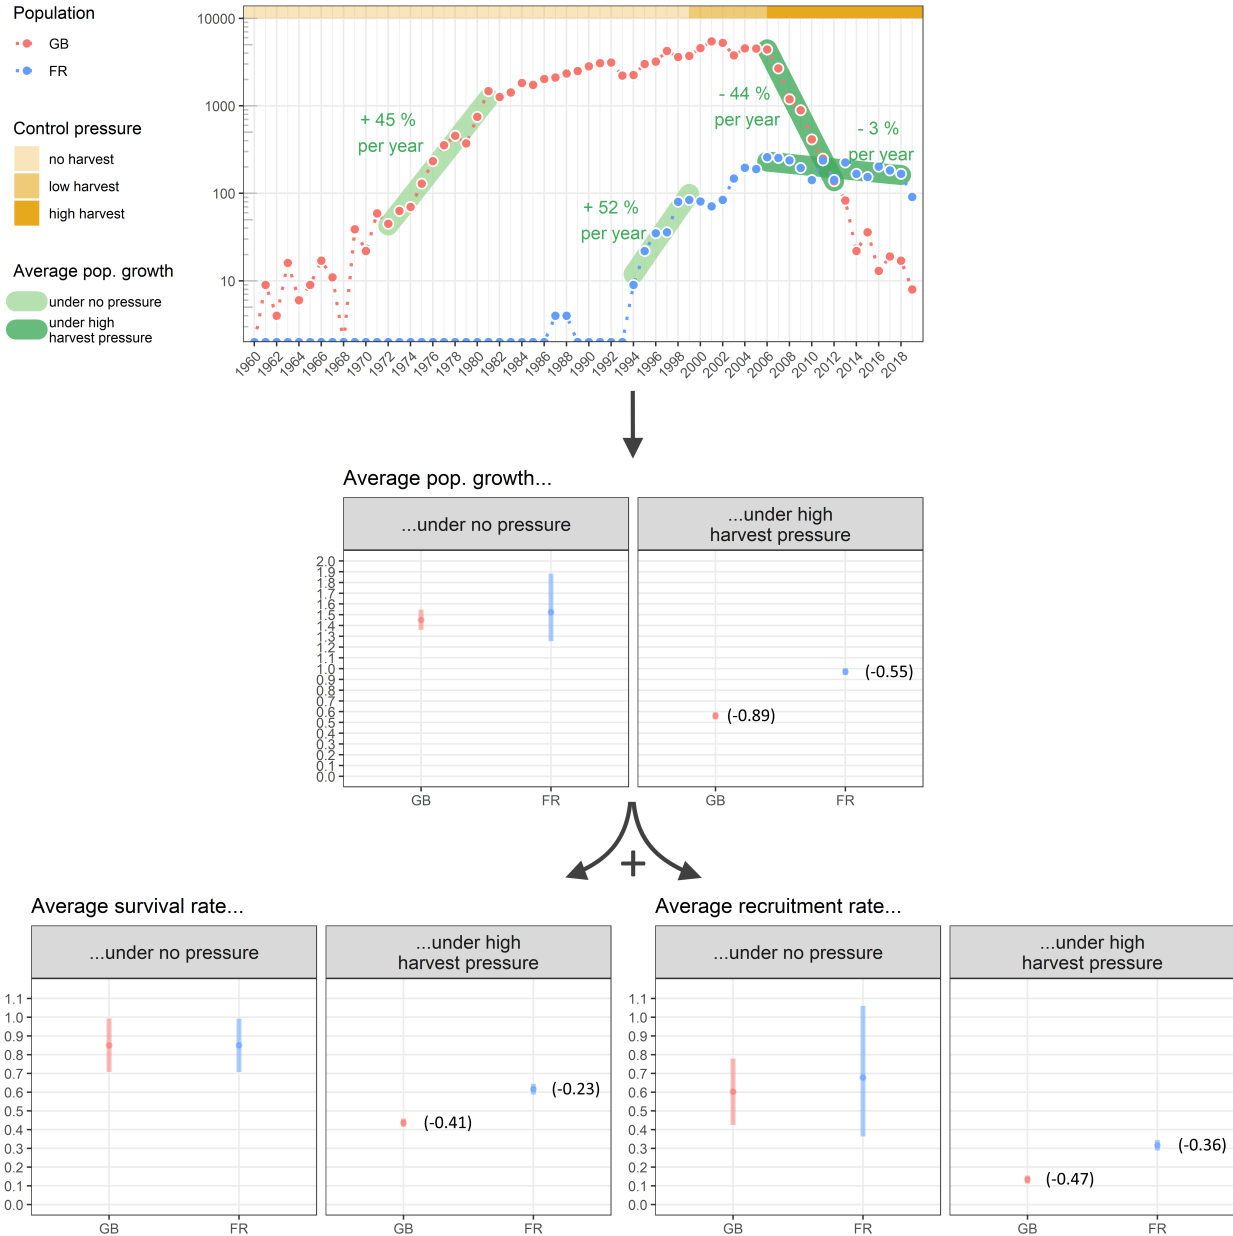 Population
GB
FR
Control pressure
no harvest
low harvest
high harvest
Average pop. growth
under no pressure
under high
harvest pressure
10000
1000
100
10
+ 45 %
per year
+ 52 %
per year
- 44 %
per year
- 3 %
per year
1960
1962
1964
1966
1968
1970
1972
1974
1976
1978
1980
1982
1984
1986
1988
1990
1992
1994
1996
1998
2000
2002
2004
2006
2008
2010
2012
2014
2016
2018
Average pop. growth...
...under no pressure
...under high
harvest pressure
2.0
1.9
1.8
1.7
1.6
1.5
1.4
1.3
1.2
1.1
1.0
0.9
0.8
0.7
0.6
0.5
0.4
0.3
0.2
0.1
0.0
(-0.55)
(-0.89)
GB
FR
GB
FR
+
Average survival rate...
...under no pressure
...under high
harvest pressure
1.1
1.0
0.9
0.8
0.7
0.6
0.5
0.4
0.3
0.2
0.1
0.0
(-0.23)
(-0.41)
GB
FR
GB
FR
Average recruitment rate...
...under no pressure
...under high
harvest pressure
1.1
1.0
0.9
0.8
0.7
0.6
0.5
0.4
0.3
0.2
0.1
0.0
(-0.36)
(-0.47)
GB
FR
GB
FR